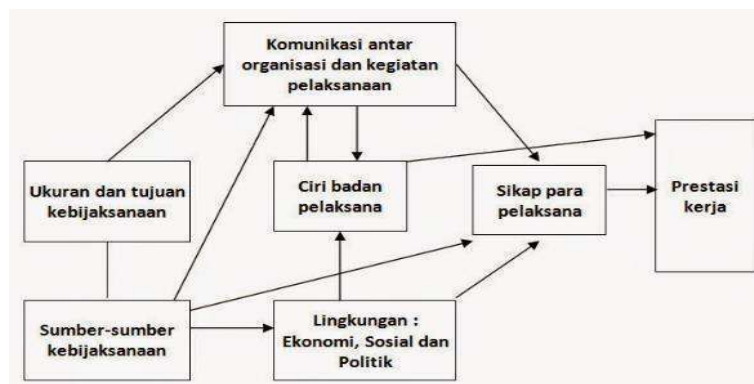 Komunikasi antar
organisasi dan kegiatan
pelaksanaan
Ukuran dan tujuan
kebijaksanaan
Ciri badan
pelaksana
Sikap para
pelaksana
Prestasi
kerja
Sumber-sumber
kebijaksanaan
Lingkungan :
Ekonomi, Sosial dan
Politik